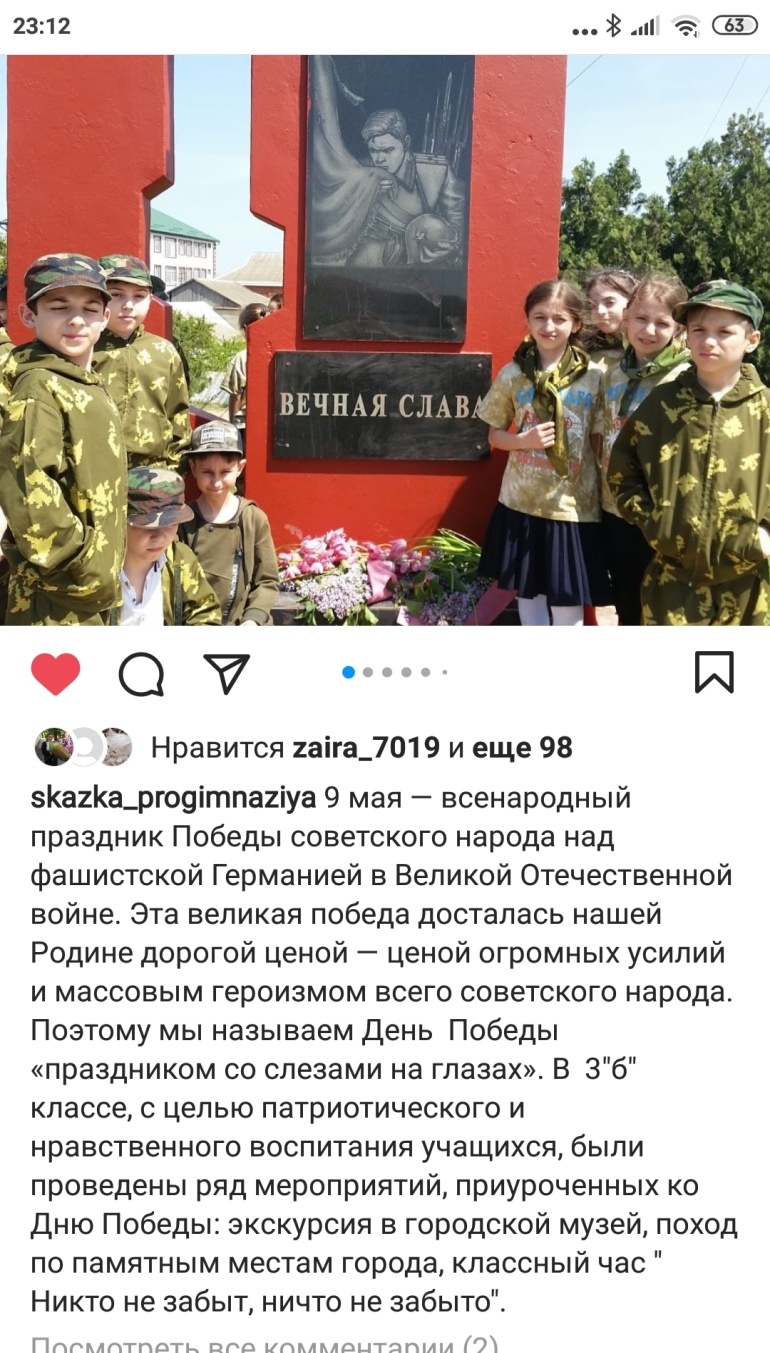 23:12
63
ВЕЧНАЯ СЛАВА
Нравится zaira_7019 и еще 98
skazka_progimnaziya 9 мая — всенародный
праздник Победы советского народа над
фашистской Германией в Великой Отечественной
войне. Эта великая победа досталась нашей
Родине дорогой ценой — ценой огромных усилий
и массовым героизмом всего советского народа.
Поэтому мы называем День  Победы
«праздником со слезами на глазах». В  3"б"
классе, с целью патриотического и
нравственного воспитания учащихся, были
проведены ряд мероприятий, приуроченных ко
Дню Победы: экскурсия в городской музей, поход
по памятным местам города, классный час "
Никто не забыт, ничто не забыто".
Посмотреть все комментарии (2)